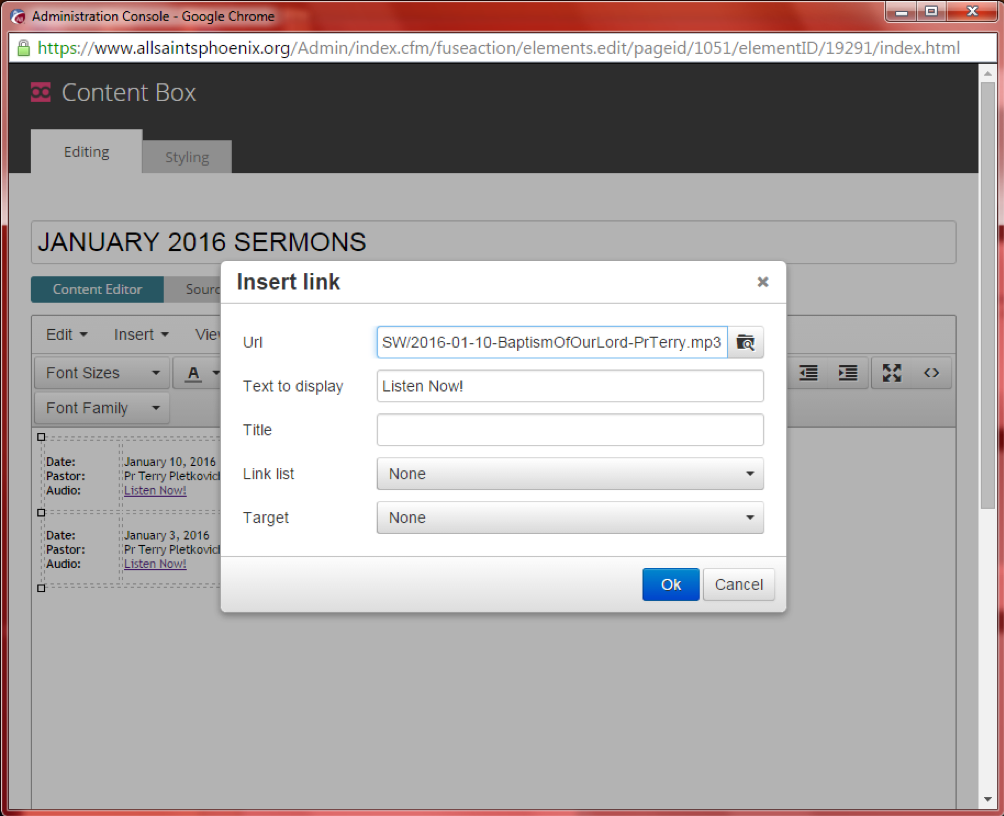 Administration Console - Google Chrome
https://www.allsaintsphoenix.org/Admin/index.cfm/fuseaction/elements.edit/pageid/1051/elementID/19291/index.html
Content Box
Editing Styling
JANUARY 2016 SERMONS
Content Editor Sourc
Insert link
Edit Insert Vie
Url SW/2016-01-10-BaptismOfOurLord-PrTerry.mp3
Font Sizes A
Text to display Listen Now!
Font Family
Title
Link list None
Target None
Ok Cancel
Date: January 10, 2016
Pastor: Pr Terry Pletkovich
Audio: Listen Now!
Date: January 3, 2016
Pastor: Pr Terry Pletkovich
Audio: Listen Now!